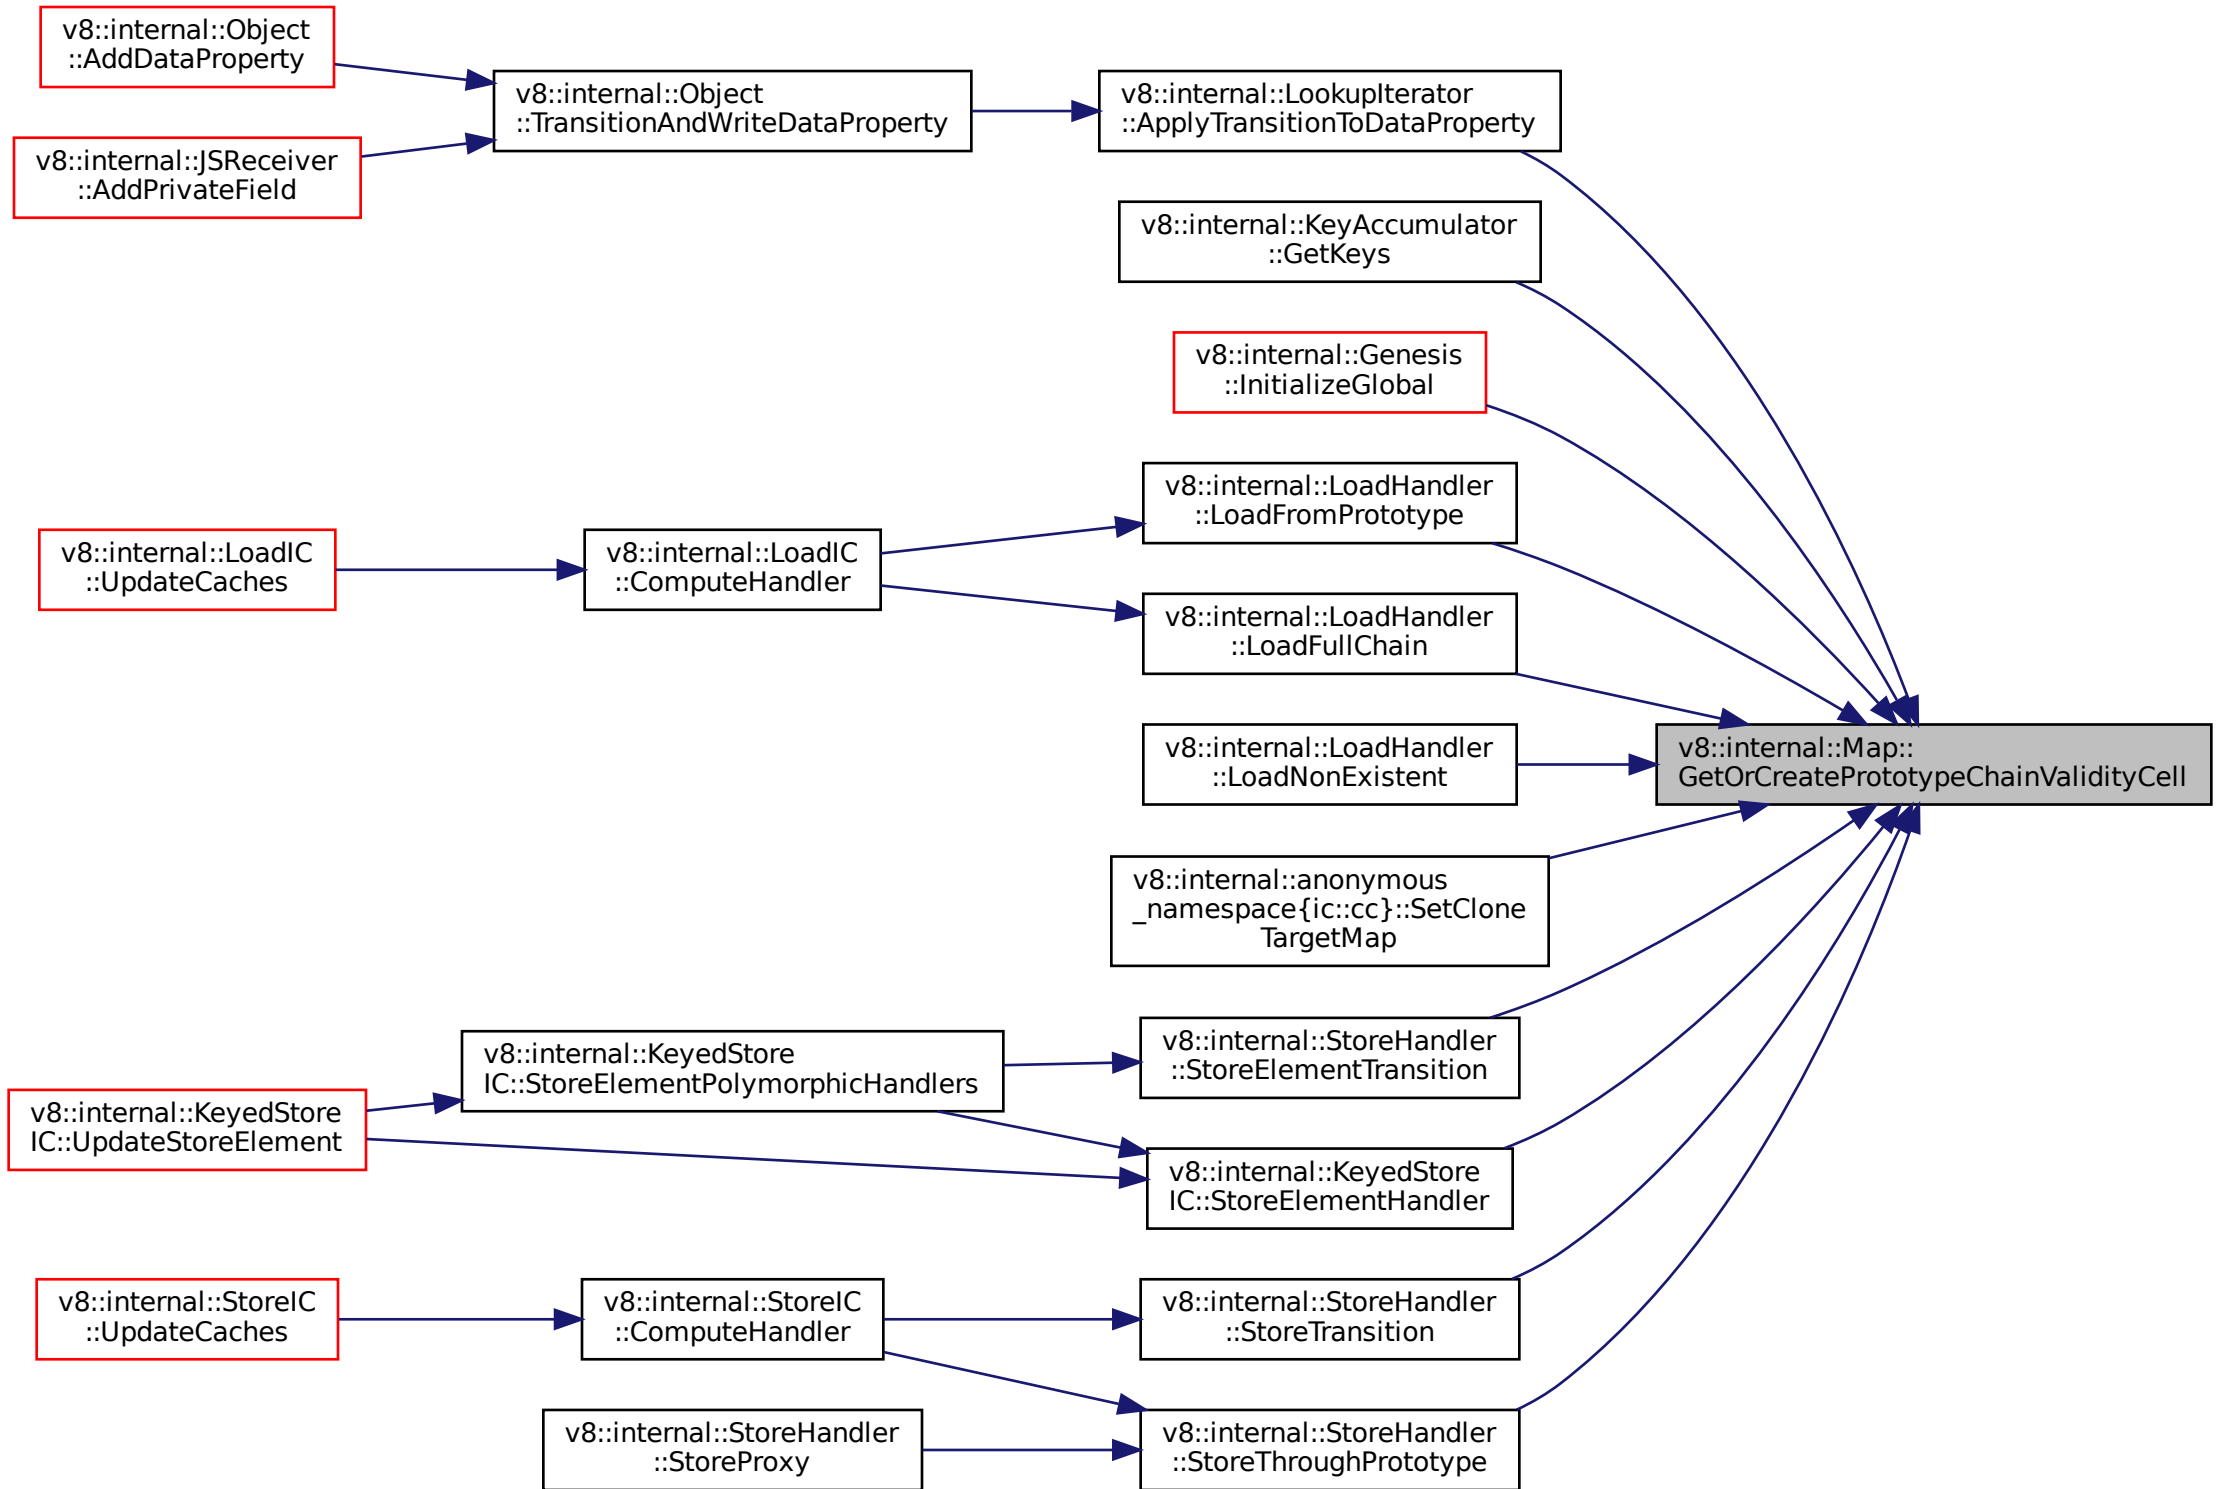 v8::internal::Object
::AddDataProperty
v8::internal::JSReceiver
::AddPrivateField
v8::internal::Object
::TransitionAndWriteDataProperty
v8::internal::LookupIterator
::ApplyTransitionToDataProperty
v8::internal::KeyAccumulator
::GetKeys
v8::internal::Genesis
::InitializeGlobal
v8::internal::LoadHandler
::LoadFromPrototype
v8::internal::LoadIC
::UpdateCaches
v8::internal::LoadIC
::ComputeHandler
v8::internal::LoadHandler
::LoadFullChain
v8::internal::LoadHandler
::LoadNonExistent
v8::internal::Map::
GetOrCreatePrototypeChainValidityCell
v8::internal::anonymous
_namespace{ic::cc}::SetClone
TargetMap
v8::internal::KeyedStore
IC::StoreElementPolymorphicHandlers
v8::internal::StoreHandler
::StoreElementTransition
v8::internal::KeyedStore
IC::UpdateStoreElement
v8::internal::KeyedStore
IC::StoreElementHandler
v8::internal::StoreIC
::UpdateCaches
v8::internal::StoreIC
::ComputeHandler
v8::internal::StoreHandler
::StoreTransition
v8::internal::StoreHandler
::StoreProxy
v8::internal::StoreHandler
::StoreThroughPrototype